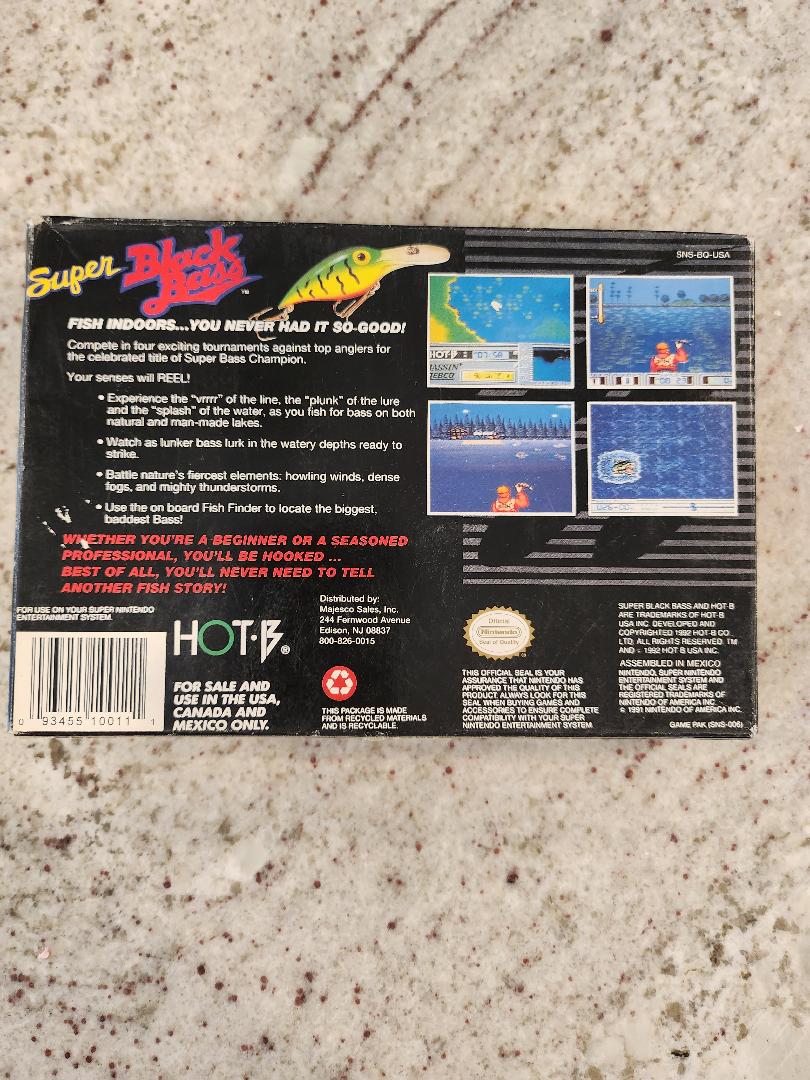 Super Black Bass ™
SNS-BQ-USA
FISH INDOORS...YOU NEVER HAD IT SO GOOD!
Compete in four exciting tournaments against top anglers for
the celebrated title of Super Bass Champion.
Your senses will REEL!
• Experience the "vrrrr" of the line, the "plunk" of the lure
and the "splash" of the water, as you fish for bass on both
natural and man-made lakes.
• Watch as lunker bass lurk in the watery depths ready to
strike.
• Battle nature's fiercest elements: howling winds, dense
fogs, and mighty thunderstorms.
• Use the on board Fish Finder to locate the biggest,
baddest Bass!
WHETHER YOU'RE A BEGINNER OR A SEASONED
PROFESSIONAL, YOU'LL BE HOOKED ...
BEST OF ALL, YOU'LL NEVER NEED TO TELL
ANOTHER FISH STORY!
FOR USE ON YOUR SUPER NINTENDO
ENTERTAINMENT SYSTEM.
0 93455 10011 1
HOT·B®
FOR SALE AND
USE IN THE USA,
CANADA AND
MEXICO ONLY.
Distributed by:
Majesco Sales, Inc.
244 Fernwood Avenue
Edison, NJ 08837
800-826-0015
THIS PACKAGE IS MADE
FROM RECYCLED MATERIALS
AND IS RECYCLABLE.
Official
Nintendo
Seal of Quality
THIS OFFICIAL SEAL IS YOUR
ASSURANCE THAT NINTENDO HAS
APPROVED THE QUALITY OF THIS
PRODUCT. ALWAYS LOOK FOR THIS
SEAL WHEN BUYING GAMES AND
ACCESSORIES TO ENSURE COMPLETE
COMPATIBILITY WITH YOUR SUPER
NINTENDO ENTERTAINMENT SYSTEM.
SUPER BLACK BASS AND HOT-B
ARE TRADEMARKS OF HOT-B
USA INC. DEVELOPED AND
COPYRIGHTED 1992 HOT-B CO.
LTD. ALL RIGHTS RESERVED. TM
AND © 1992 HOT B USA INC.
ASSEMBLED IN MEXICO
NINTENDO, SUPER NINTENDO
ENTERTAINMENT SYSTEM AND
THE OFFICIAL SEALS ARE
REGISTERED TRADEMARKS OF
NINTENDO OF AMERICA INC.
© 1991 NINTENDO OF AMERICA INC.
GAME PAK (SNS-006)